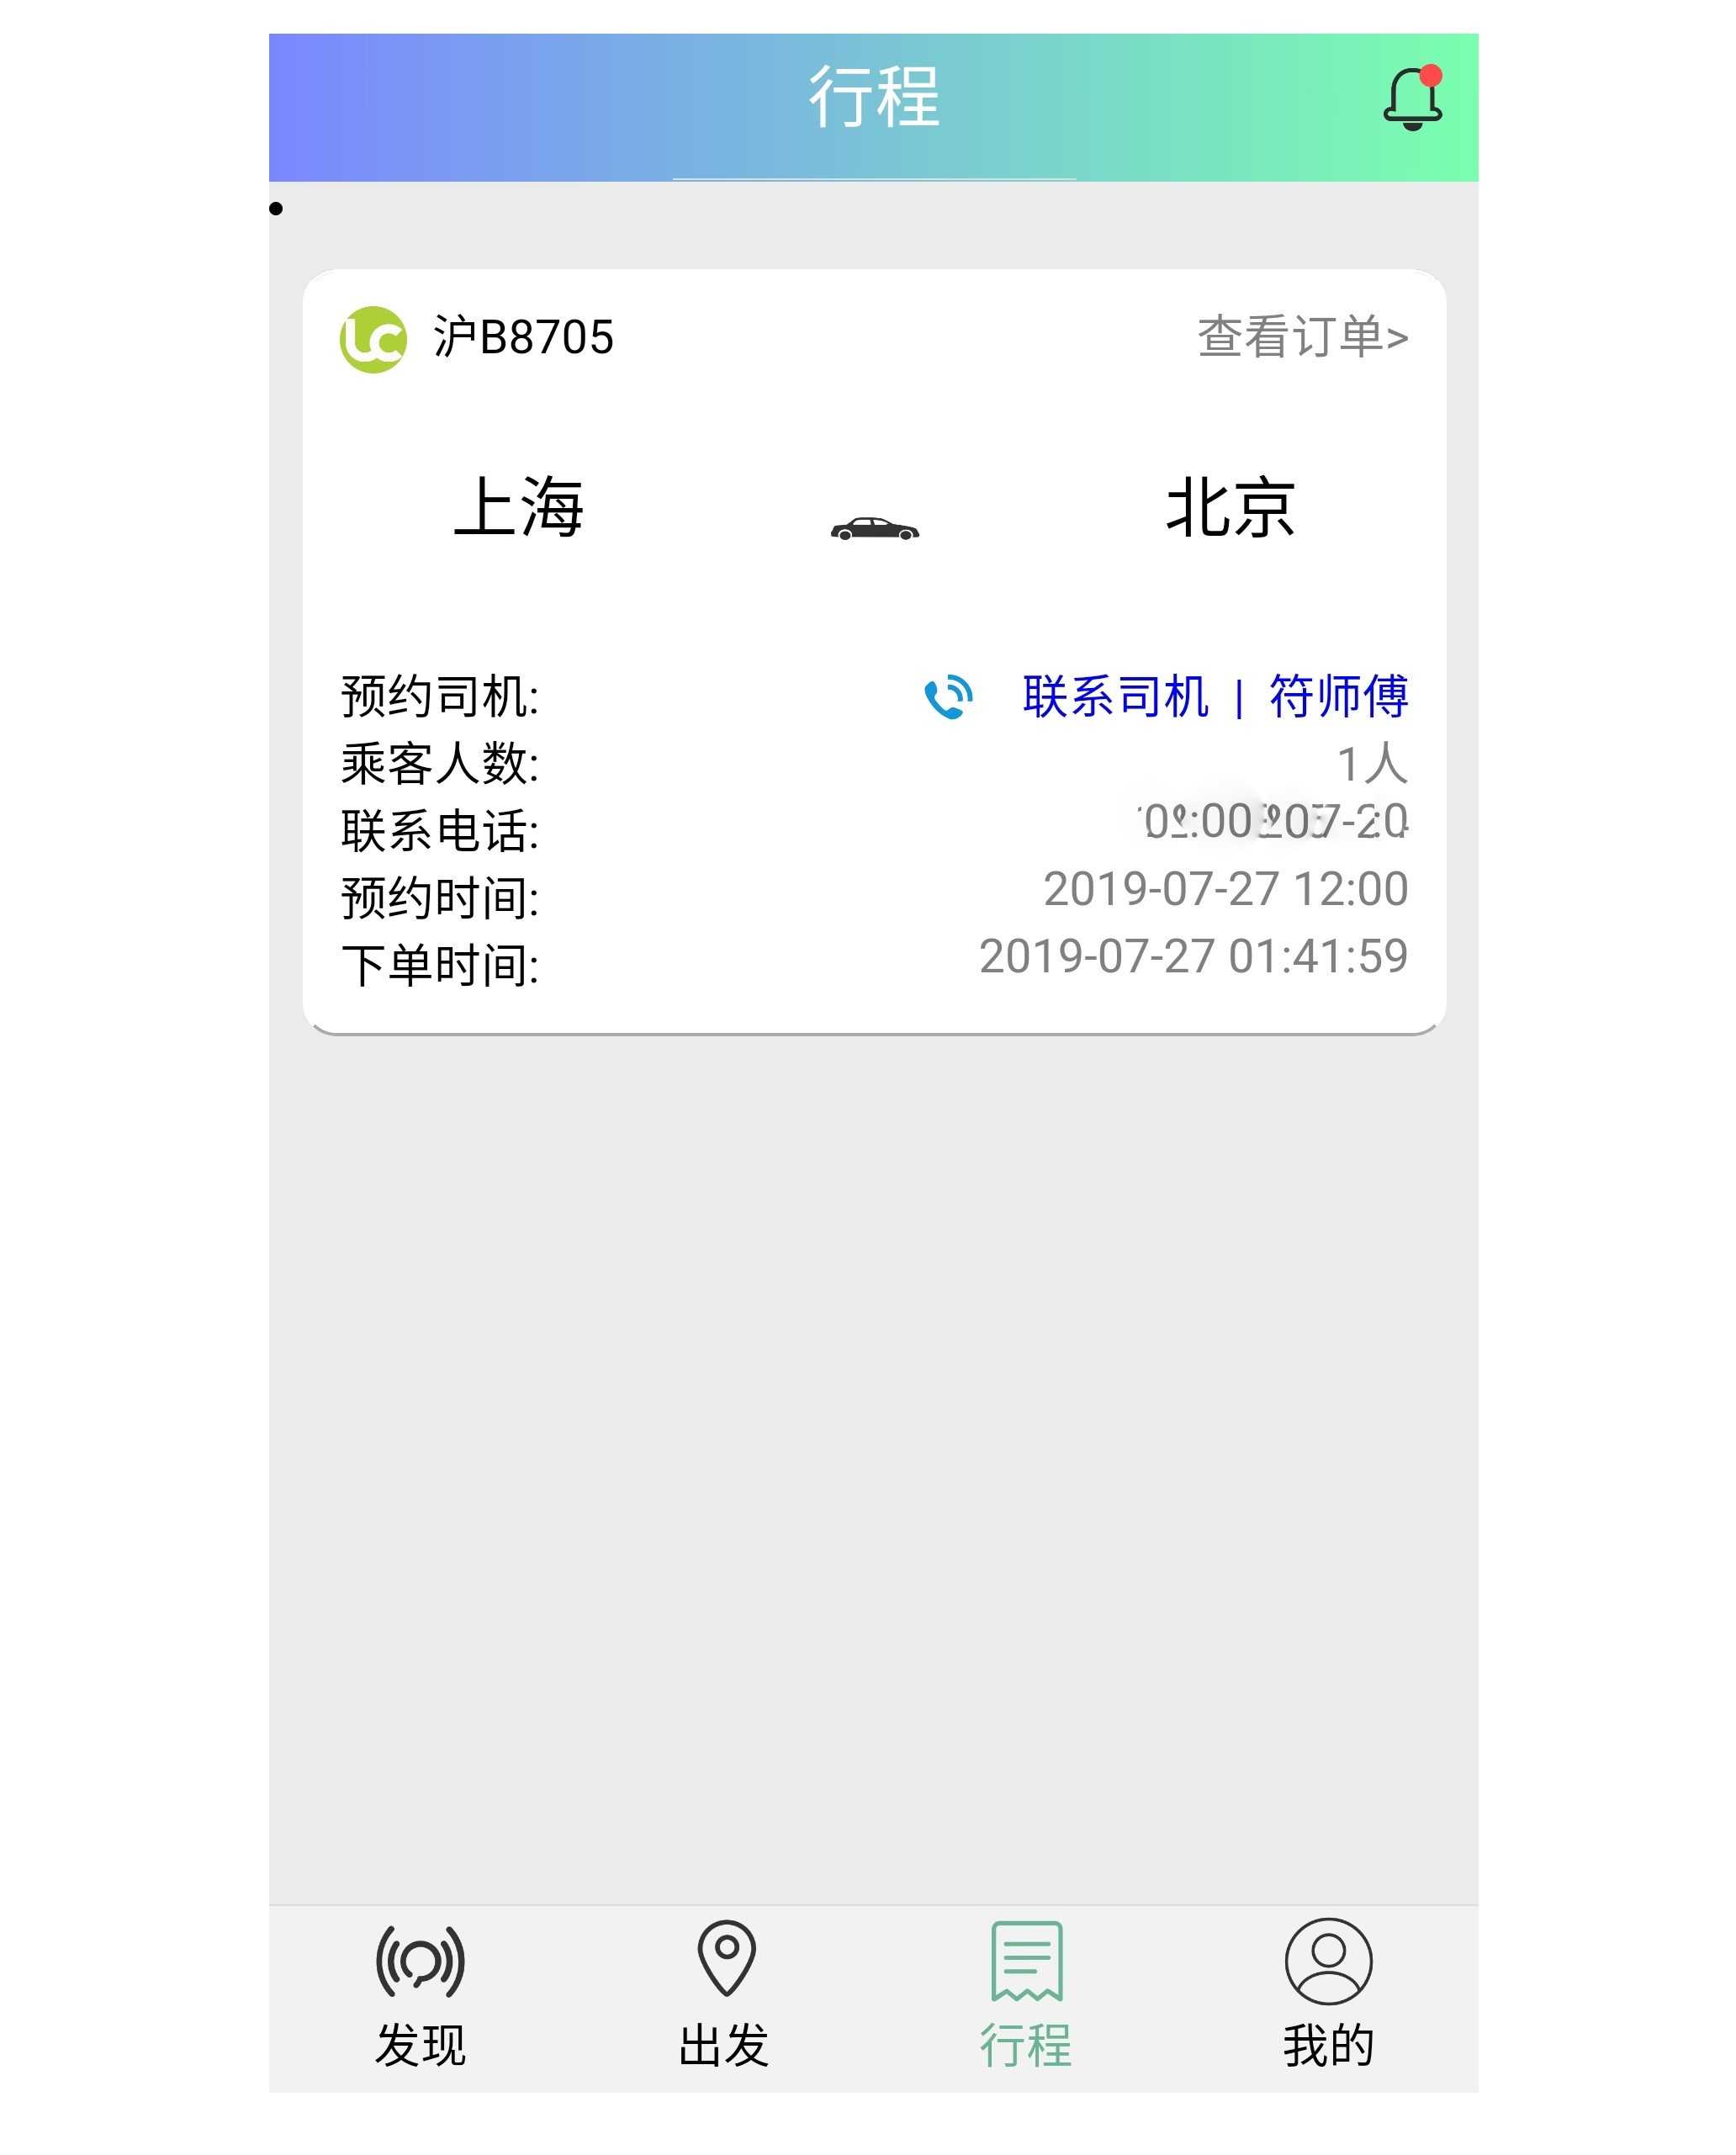 行程
沪B8705 查看订单>
上海 北京
预约司机: 联系司机 | 符师傅
乘客人数: 1人
联系电话:
预约时间: 2019-07-27 12:00
下单时间: 2019-07-27 01:41:59
发现 出发 行程 我的